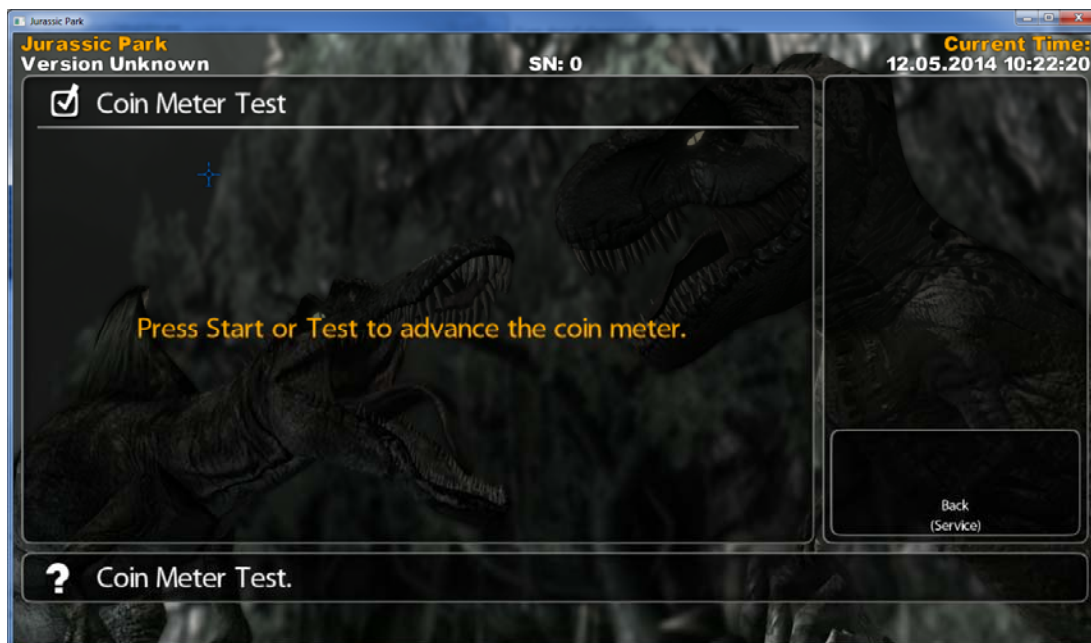 Jurassic Park
Jurassic Park
Version Unknown
SN: 0
Current Time:
12.05.2014 10:22:20
Coin Meter Test
Press Start or Test to advance the coin meter.
Back
(Service)
? Coin Meter Test.